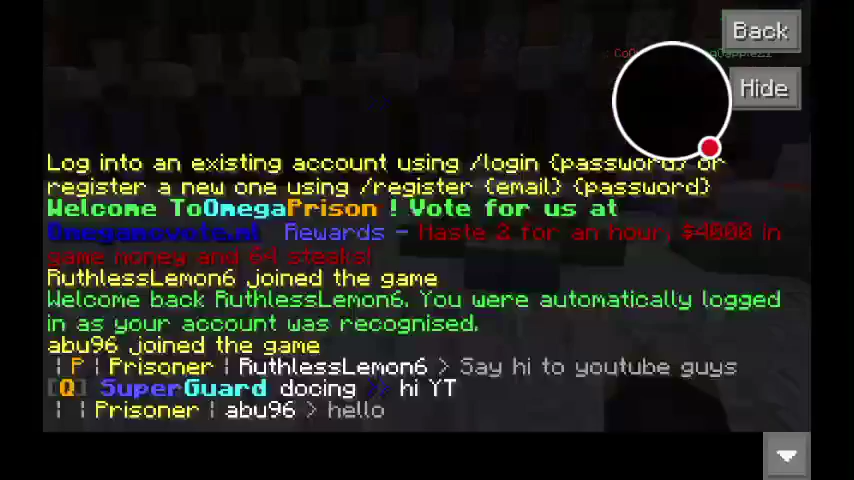 Back
Hide
Log into an existing account using /login {password} or
register a new one using /register {email} {password}
Welcome ToOmegaPrison ! Vote for us at
Omegamcvote.ml Rewards - Haste 2 for an hour, $4000 in
game money and 64 steaks!
RuthlessLemon6 joined the game
Welcome back RuthlessLemon6. You were automatically logged
in as your account was recognised.
abu96 joined the game
| P | Prisoner | RuthlessLemon6 > Say hi to youtube guys
[Q] SuperGuard docing >> hi YT
| | Prisoner | abu96 > hello